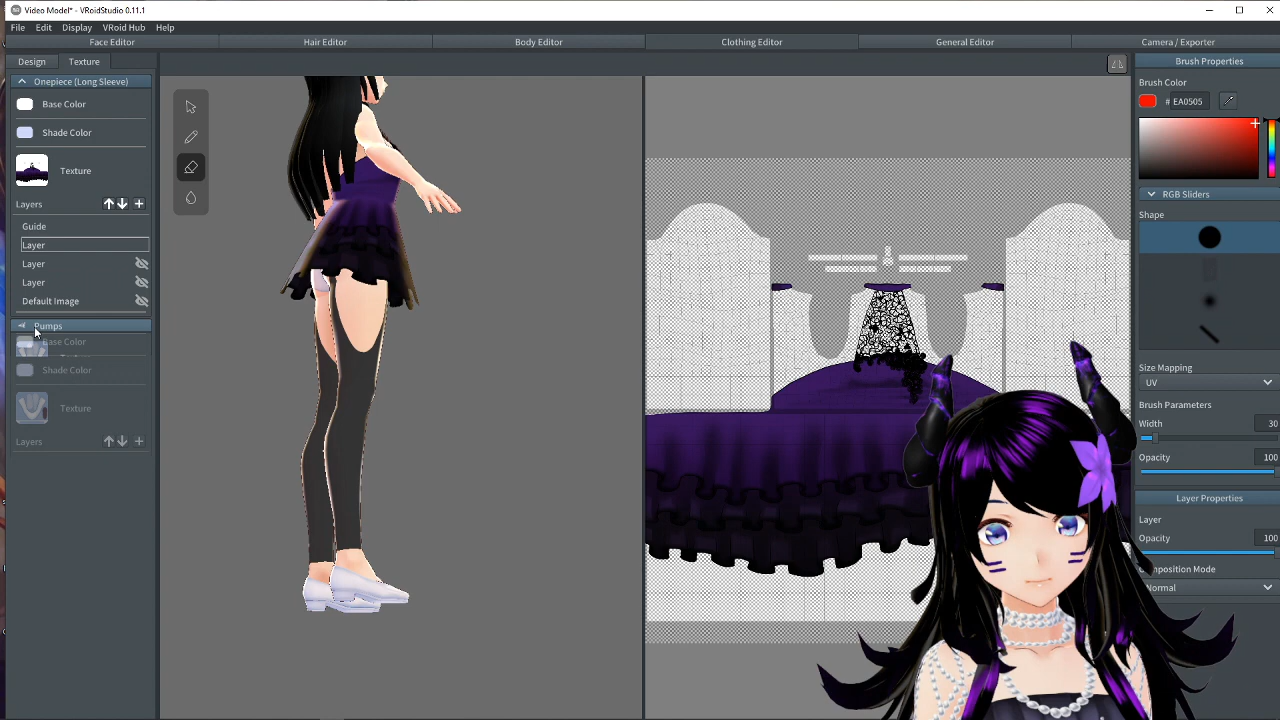 Video Model* - VRoidStudio 0.11.1
File Edit Display VRoid Hub Help
Face Editor Hair Editor Body Editor Clothing Editor General Editor Camera / Exporter
Design Texture
Onepiece (Long Sleeve)
Base Color
Shade Color
Texture
Layers
Guide
Layer
Layer
Layer
Default Image
Pumps
Base Color
Shade Color
Texture
Layers
Brush Properties
Brush Color
# EA0505
RGB Sliders
Shape
Size Mapping
UV
Brush Parameters
Width 30
Opacity 100
Layer Properties
Layer
Opacity 100
omposition Mode
Normal